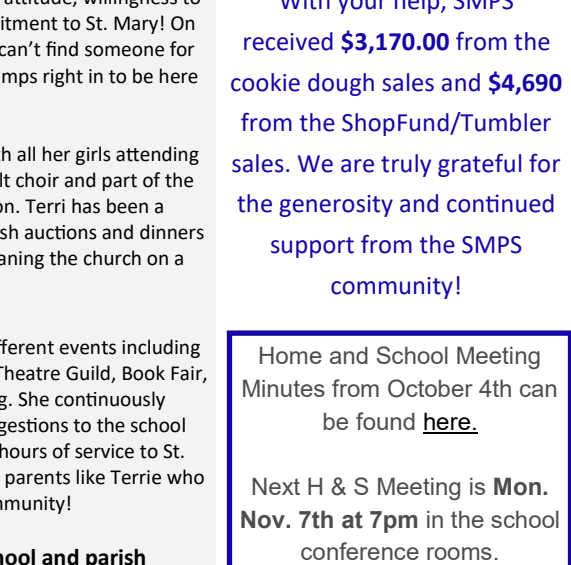 attitude, willingness to
itment to St. Mary! On
can't find someone for
mps right in to be here
h all her girls attending
lt choir and part of the
on. Terri has been a
sh auctions and dinners
aning the church on a
fferent events including
Theatre Guild, Book Fair,
g. She continuously
gestions to the school
hours of service to St.
parents like Terrie who
mmunity!
hool and parish
With your help, SMPS
received $3,170.00 from the
cookie dough sales and $4,690
from the ShopFund/Tumbler
sales. We are truly grateful for
the generosity and continued
support from the SMPS
community!
Home and School Meeting
Minutes from October 4th can
be found here.
Next H & S Meeting is Mon.
Nov. 7th at 7pm in the school
conference rooms.